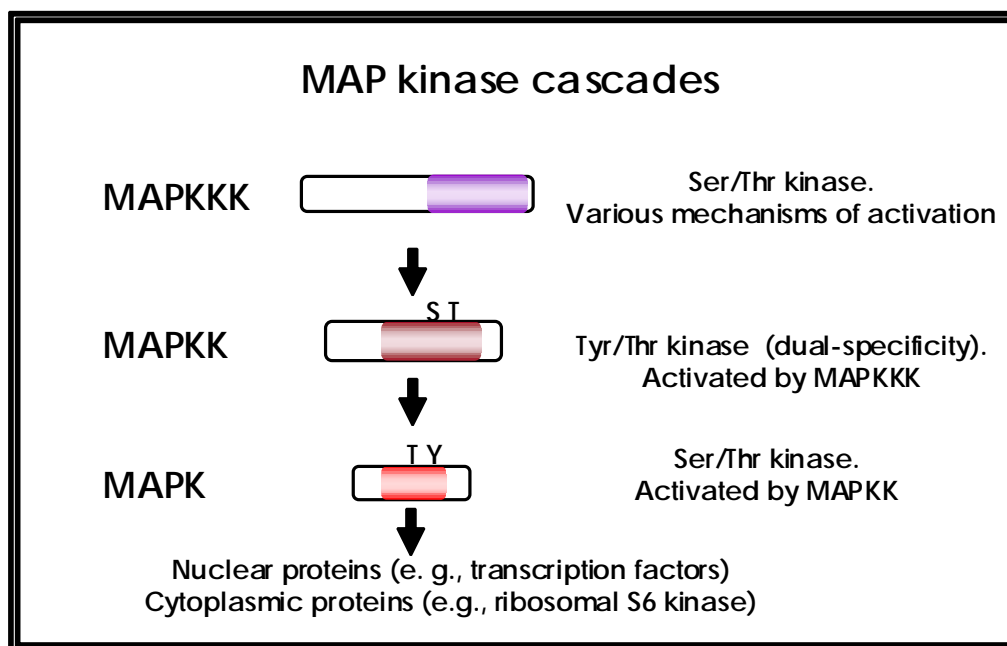 MAP kinase cascades
MAPKKK
Ser/Thr kinase.
Various mechanisms of activation
S T
MAPKK
Tyr/Thr kinase (dual-specificity).
Activated by MAPKKK
T Y
MAPK
Ser/Thr kinase.
Activated by MAPKK
Nuclear proteins (e. g., transcription factors)
Cytoplasmic proteins (e.g., ribosomal S6 kinase)